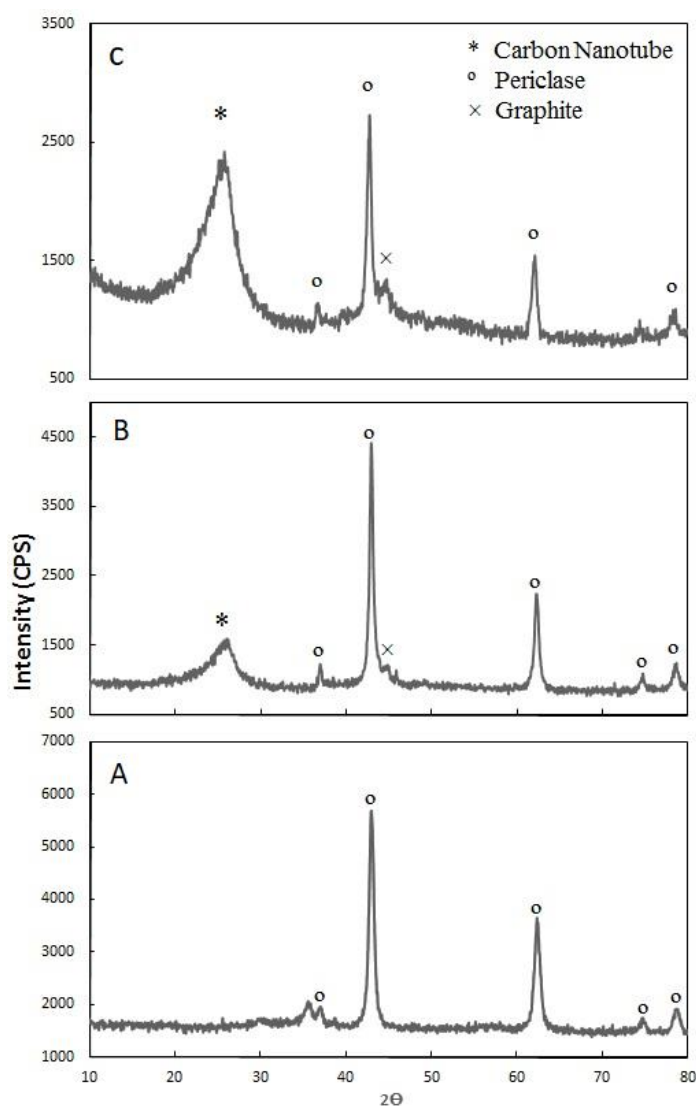 3500
C
* Carbon Nanotube
o Periclase
× Graphite
o
*
2500
o
×
1500
o
o
500
B
o
4500
3500
o
2500
*
o
×
o
o
1500
500
Intensity (CPS)
7000
A
o
6000
5000
o
4000
3000
o
o
o
2000
1000
10 20 30 40 50 60 70 80
2Θ